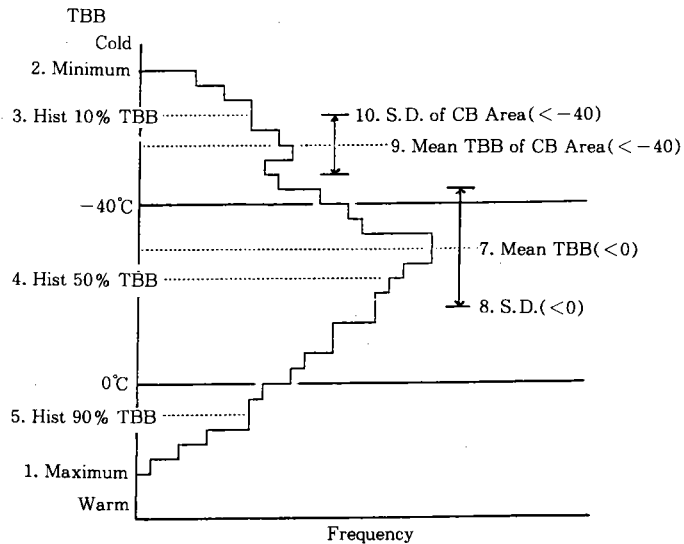 TBB
Cold
2. Minimum
3. Hist 10% TBB
10. S.D. of CB Area(<−40)
9. Mean TBB of CB Area(<−40)
−40℃
7. Mean TBB(<0)
4. Hist 50% TBB
8. S.D.(<0)
0℃
5. Hist 90% TBB
1. Maximum
Warm
Frequency